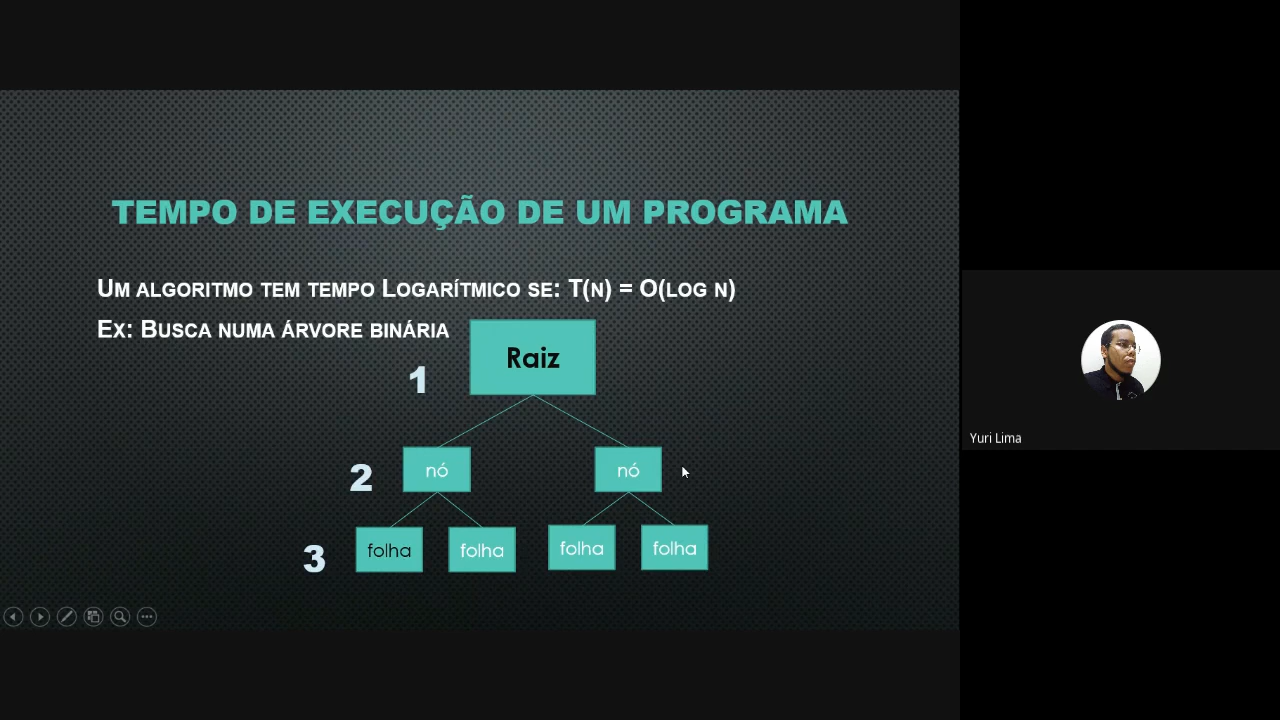 TEMPO DE EXECUÇÃO DE UM PROGRAMA
UM ALGORITMO TEM TEMPO LOGARÍTMICO SE: T(N) = O(LOG N)
EX: BUSCA NUMA ÁRVORE BINÁRIA
Raiz
1
2
nó
nó
3
folha
folha
folha
folha
Yuri Lima